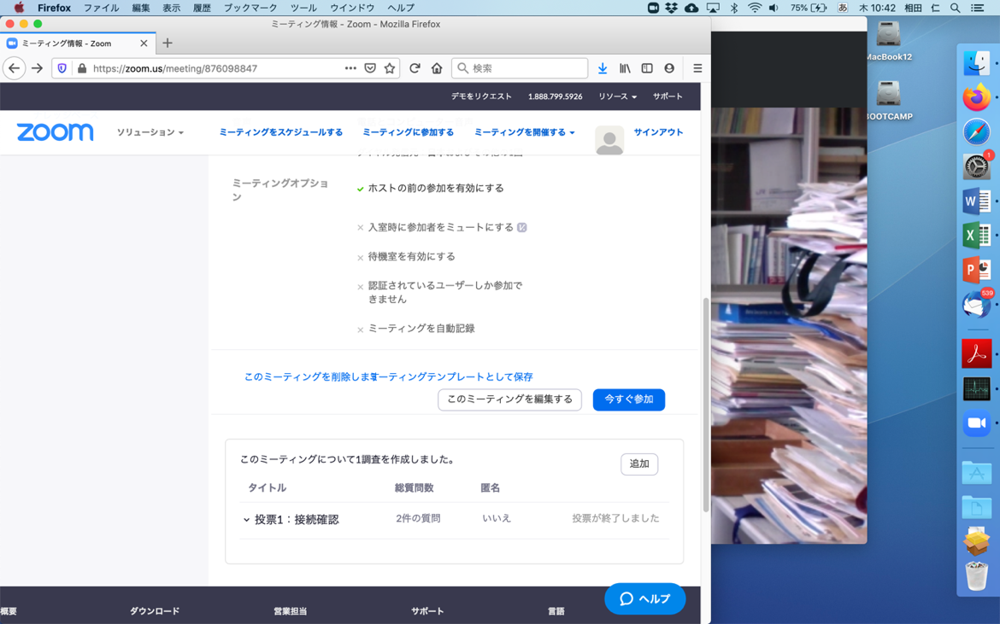 Firefox ファイル 編集 表示 履歴 ブックマーク ツール ウインドウ ヘルプ 75% あ 木 10:42 相田 仁
ミーティング情報 - Zoom - Mozilla Firefox
ミーティング情報 - Zoom
https://zoom.us/meeting/876098847
検索
デモをリクエスト 1.888.799.5926 リソース サポート
zoom ソリューション ミーティングをスケジュールする ミーティングに参加する ミーティングを開催する サインアウト
ミーティングオプション
ホストの前の参加を有効にする
入室時に参加者をミュートにする
待機室を有効にする
認証されているユーザーしか参加で
きません
ミーティングを自動記録
このミーティングを削除します
ーティングテンプレートとして保存
このミーティングを編集する
今すぐ参加
このミーティングについて1調査を作成しました。
追加
タイトル 総質問数 匿名
投票1：接続確認 2件の質問 いいえ 投票が終了しました
概要 ダウンロード 営業担当 サポート 言語
ヘルプ
MacBook12
BOOTCAMP
1
W
X
P
539